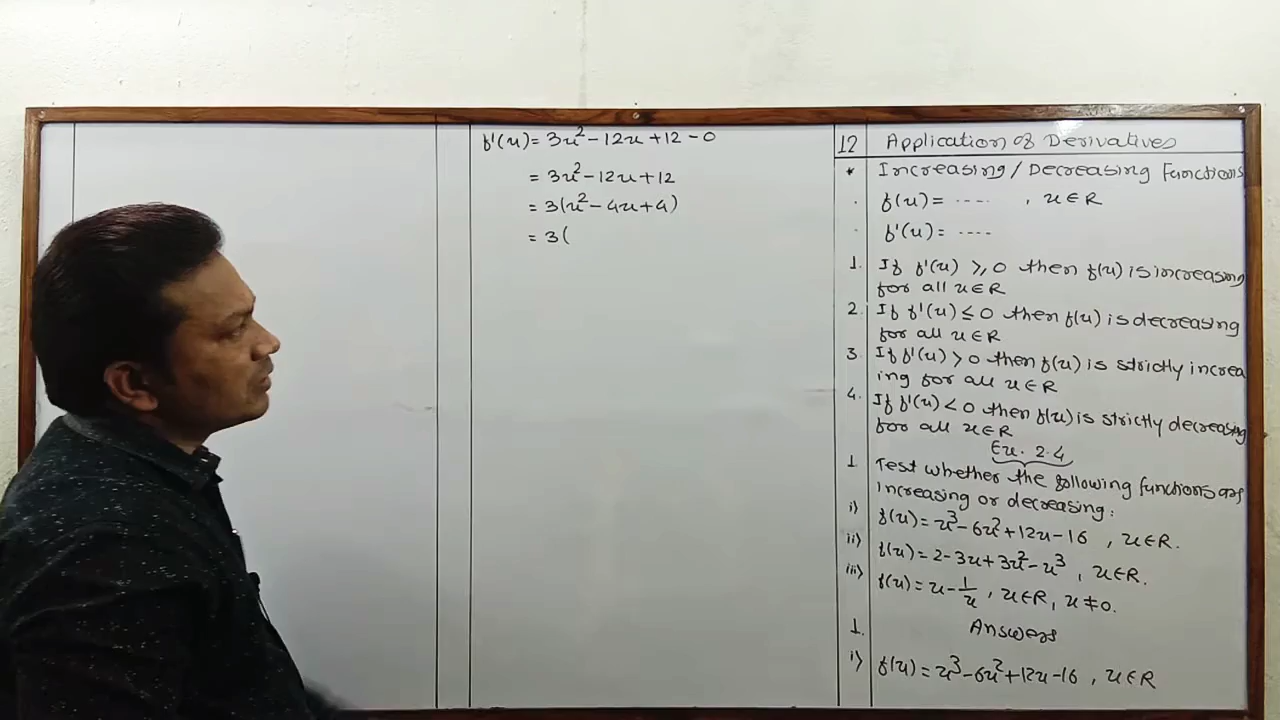 f'(x) = 3x² - 12x + 12 - 0
= 3x² - 12x + 12
= 3(x² - 4x + 4)
= 3(
12 Application of Derivatives
* Increasing / Decreasing Functions
. f(x) = ---- , x ∈ R
. f'(x) = ----
1. If f'(x) ≥ 0 then f(x) is increasing
for all x ∈ R
2. If f'(x) ≤ 0 then f(x) is decreasing
for all x ∈ R
3. If f'(x) > 0 then f(x) is strictly increa
ing for all x ∈ R
4. If f'(x) < 0 then f(x) is strictly decreasing
for all x ∈ R
Ex. 2.4
1. Test whether the following functions are
increasing or decreasing:
i) f(x) = x³ - 6x² + 12x - 16 , x ∈ R.
ii) f(x) = 2 - 3x + 3x² - x³ , x ∈ R.
iii) f(x) = x - 1/x , x ∈ R, x ≠ 0.
1. Answers
i) f(x) = x³ - 6x² + 12x - 16 , x ∈ R